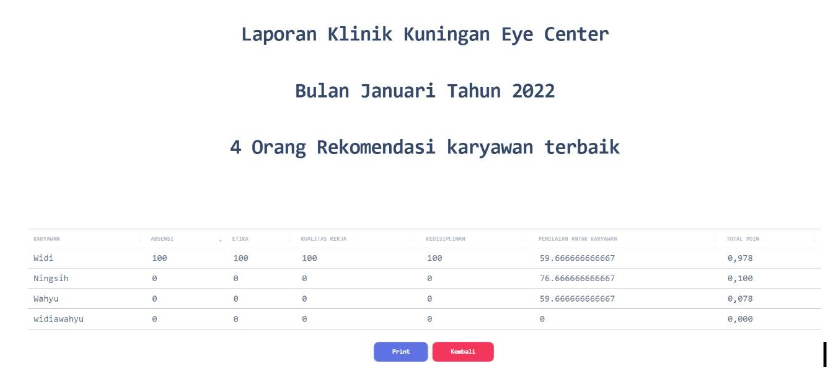 Laporan Klinik Kuningan Eye Center
Bulan Januari Tahun 2022
4 Orang Rekomendasi karyawan terbaik
KARYAWAN ABSENSI ETIKA KUALITAS KERJA KEDISIPLINAN PENILAIAN ANTAR KARYAWAN TOTAL POIN
Widi 100 100 100 100 59.666666666667 0,978
Ningsih 0 0 0 0 76.666666666667 0,100
Wahyu 0 0 0 0 59.666666666667 0,078
widiawahyu 0 0 0 0 0 0,000
Print Kembali